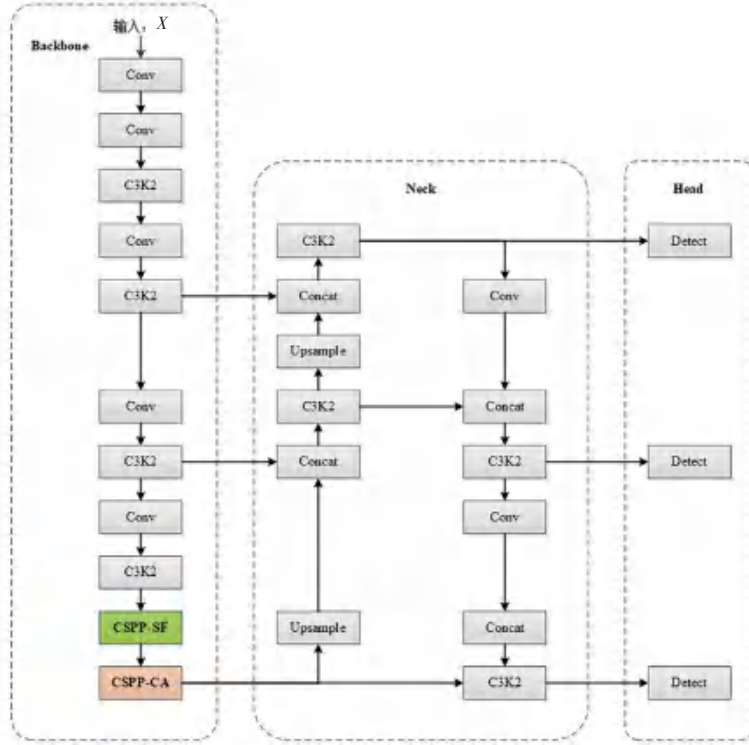 输入，X
Backbone
Conv
Conv
C3K2
Conv
C3K2
Conv
C3K2
Conv
C3K2
CSPP-SF
CSPP-CA
Neck
C3K2
Concat
Upsample
C3K2
Concat
Upsample
Conv
Concat
C3K2
Conv
Concat
C3K2
Head
Detect
Detect
Detect